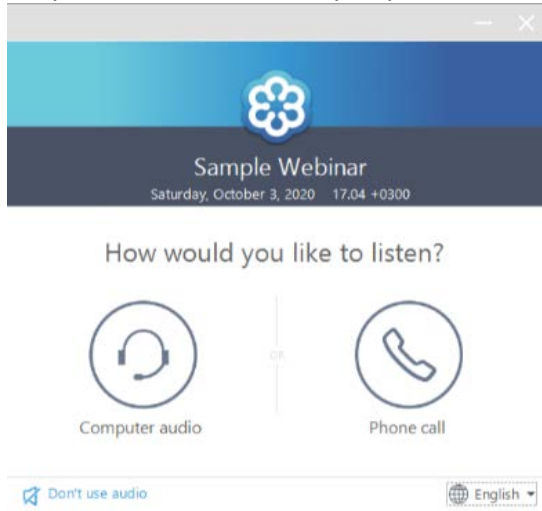 Sample Webinar
Saturday, October 3, 2020 17.04 +0300
How would you like to listen?
OR
Computer audio
Phone call
Don't use audio
English